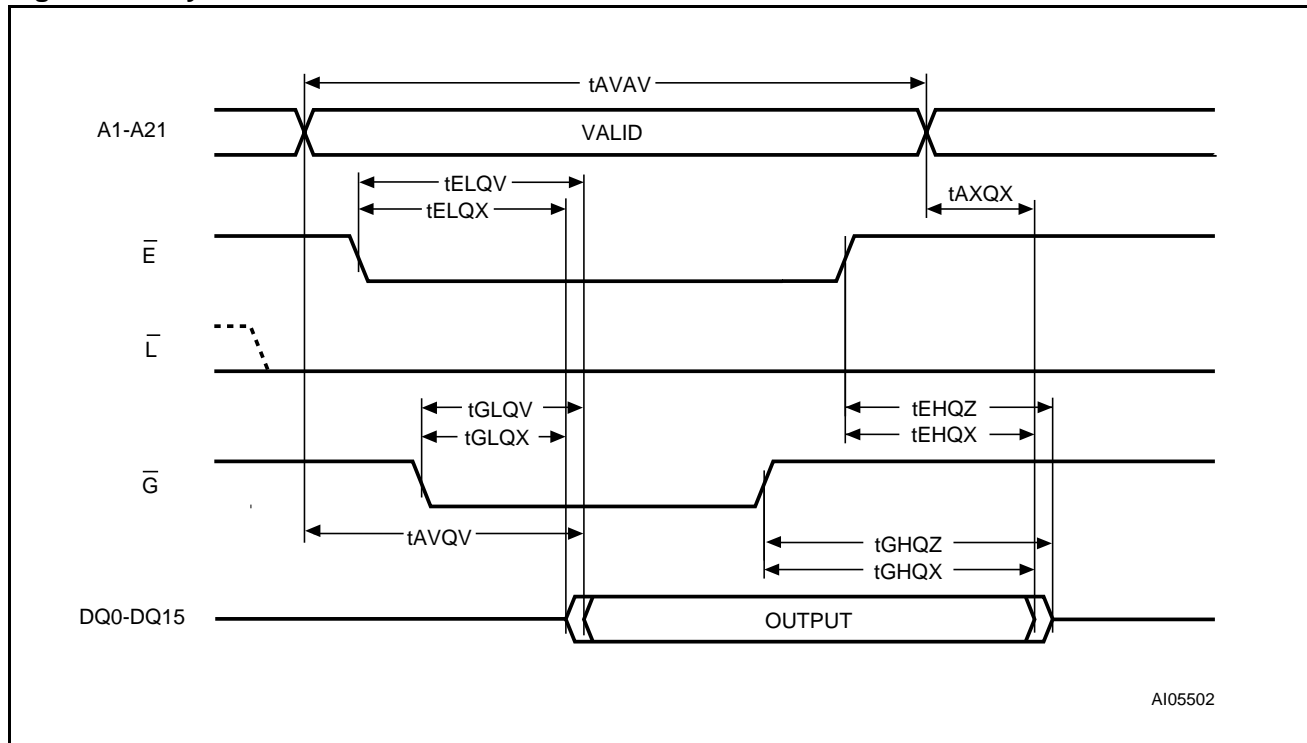 tAVAV
A1-A21
VALID
tELQV
tELQX
tAXQX
E
L
tGLQV
tGLQX
tEHQZ
tEHQX
G
tAVQV
tGHQZ
tGHQX
DQ0-DQ15
OUTPUT
AI05502